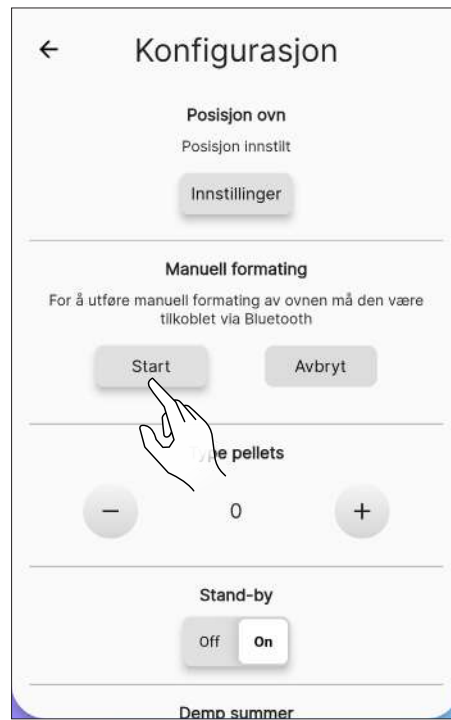 Konfigurasjon
Posisjon ovn
Posisjon innstilt
Innstillinger
Manuell formating
For å utføre manuell formating av ovnen må den være
tilkoblet via Bluetooth
Start Avbryt
Type pellets
− 0 +
Stand-by
Off On
Demp summer